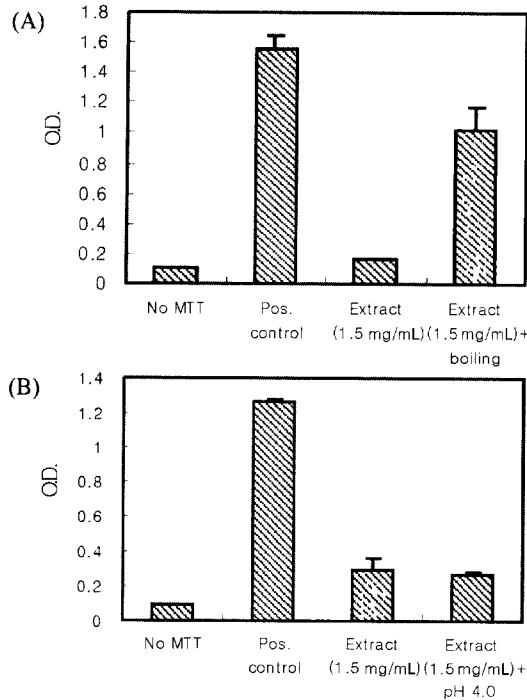 (A)
O.D.
1.8
1.6
1.4
1.2
1
0.8
0.6
0.4
0.2
0
No MTT
Pos. control
Extract (1.5 mg/mL)
Extract (1.5 mg/mL)+ boiling
(B)
O.D.
1.4
1.2
1
0.8
0.6
0.4
0.2
0
No MTT
Pos. control
Extract (1.5 mg/mL)
Extract (1.5 mg/mL)+ pH 4.0